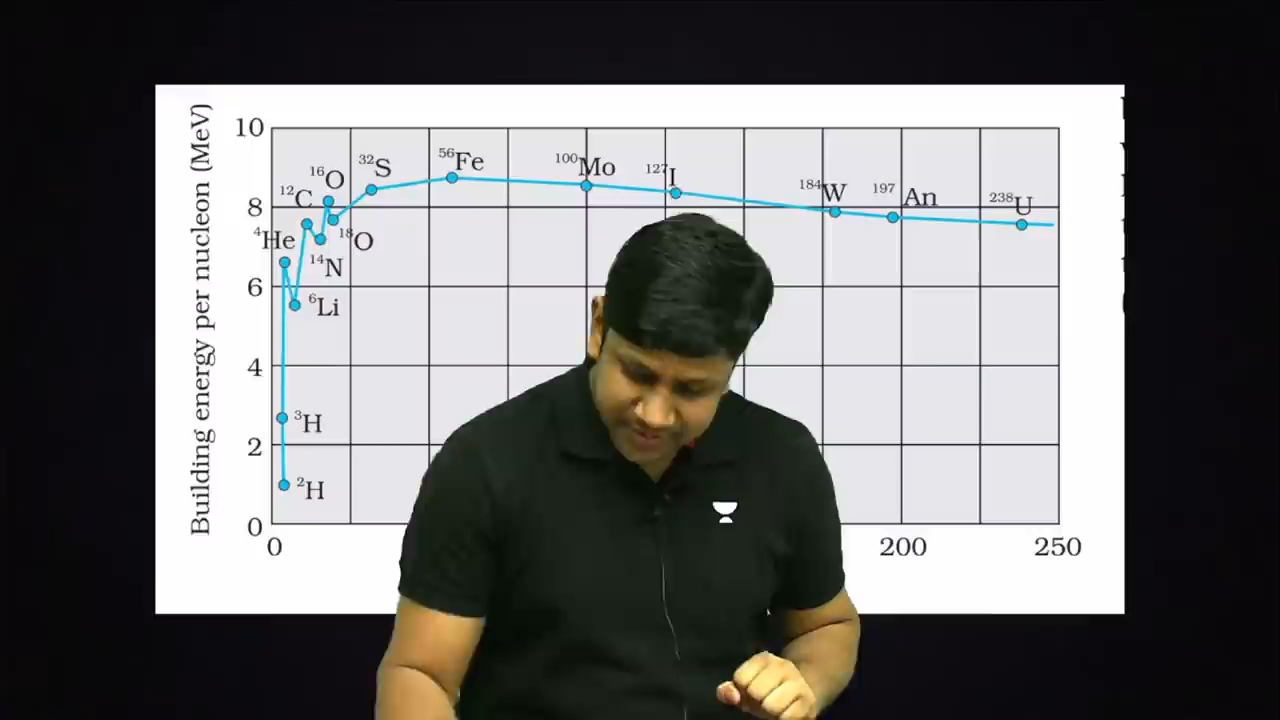 Building energy per nucleon (MeV)
10
8
6
4
2
0
0
200
250
²H
³H
⁴He
⁶Li
¹²C
¹⁴N
¹⁶O
¹⁸O
³²S
⁵⁶Fe
¹⁰⁰Mo
¹²⁷I
¹⁸⁴W
¹⁹⁷An
²³⁸U